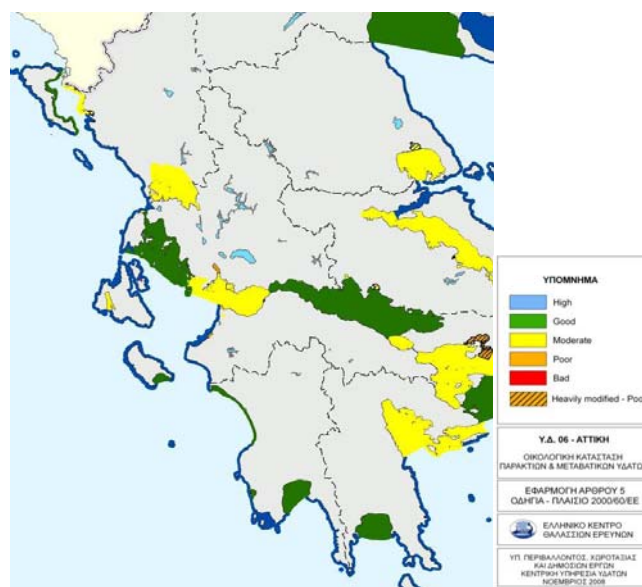 ΥΠΟΜΝΗΜΑ
High
Good
Moderate
Poor
Bad
Heavily modified - Poo
Υ.Δ. 06 - ΑΤΤΙΚΗ
ΟΙΚΟΛΟΓΙΚΗ ΚΑΤΑΣΤΑΣΗ
ΠΑΡΑΚΤΙΩΝ & ΜΕΤΑΒΑΤΙΚΩΝ ΥΔΑΤΩ
ΕΦΑΡΜΟΓΗ ΑΡΘΡΟΥ 5
ΟΔΗΓΙΑ - ΠΛΑΙΣΙΟ 2000/60/ΕΕ
ΕΛΛΗΝΙΚΟ ΚΕΝΤΡΟ
ΘΑΛΑΣΣΙΩΝ ΕΡΕΥΝΩΝ
ΥΠ. ΠΕΡΙΒΑΛΛΟΝΤΟΣ, ΧΩΡΟΤΑΞΙΑΣ
ΚΑΙ ΔΗΜΟΣΙΩΝ ΕΡΓΩΝ
ΚΕΝΤΡΙΚΗ ΥΠΗΡΕΣΙΑ ΥΔΑΤΩΝ
ΝΟΕΜΒΡΙΟΣ 2008